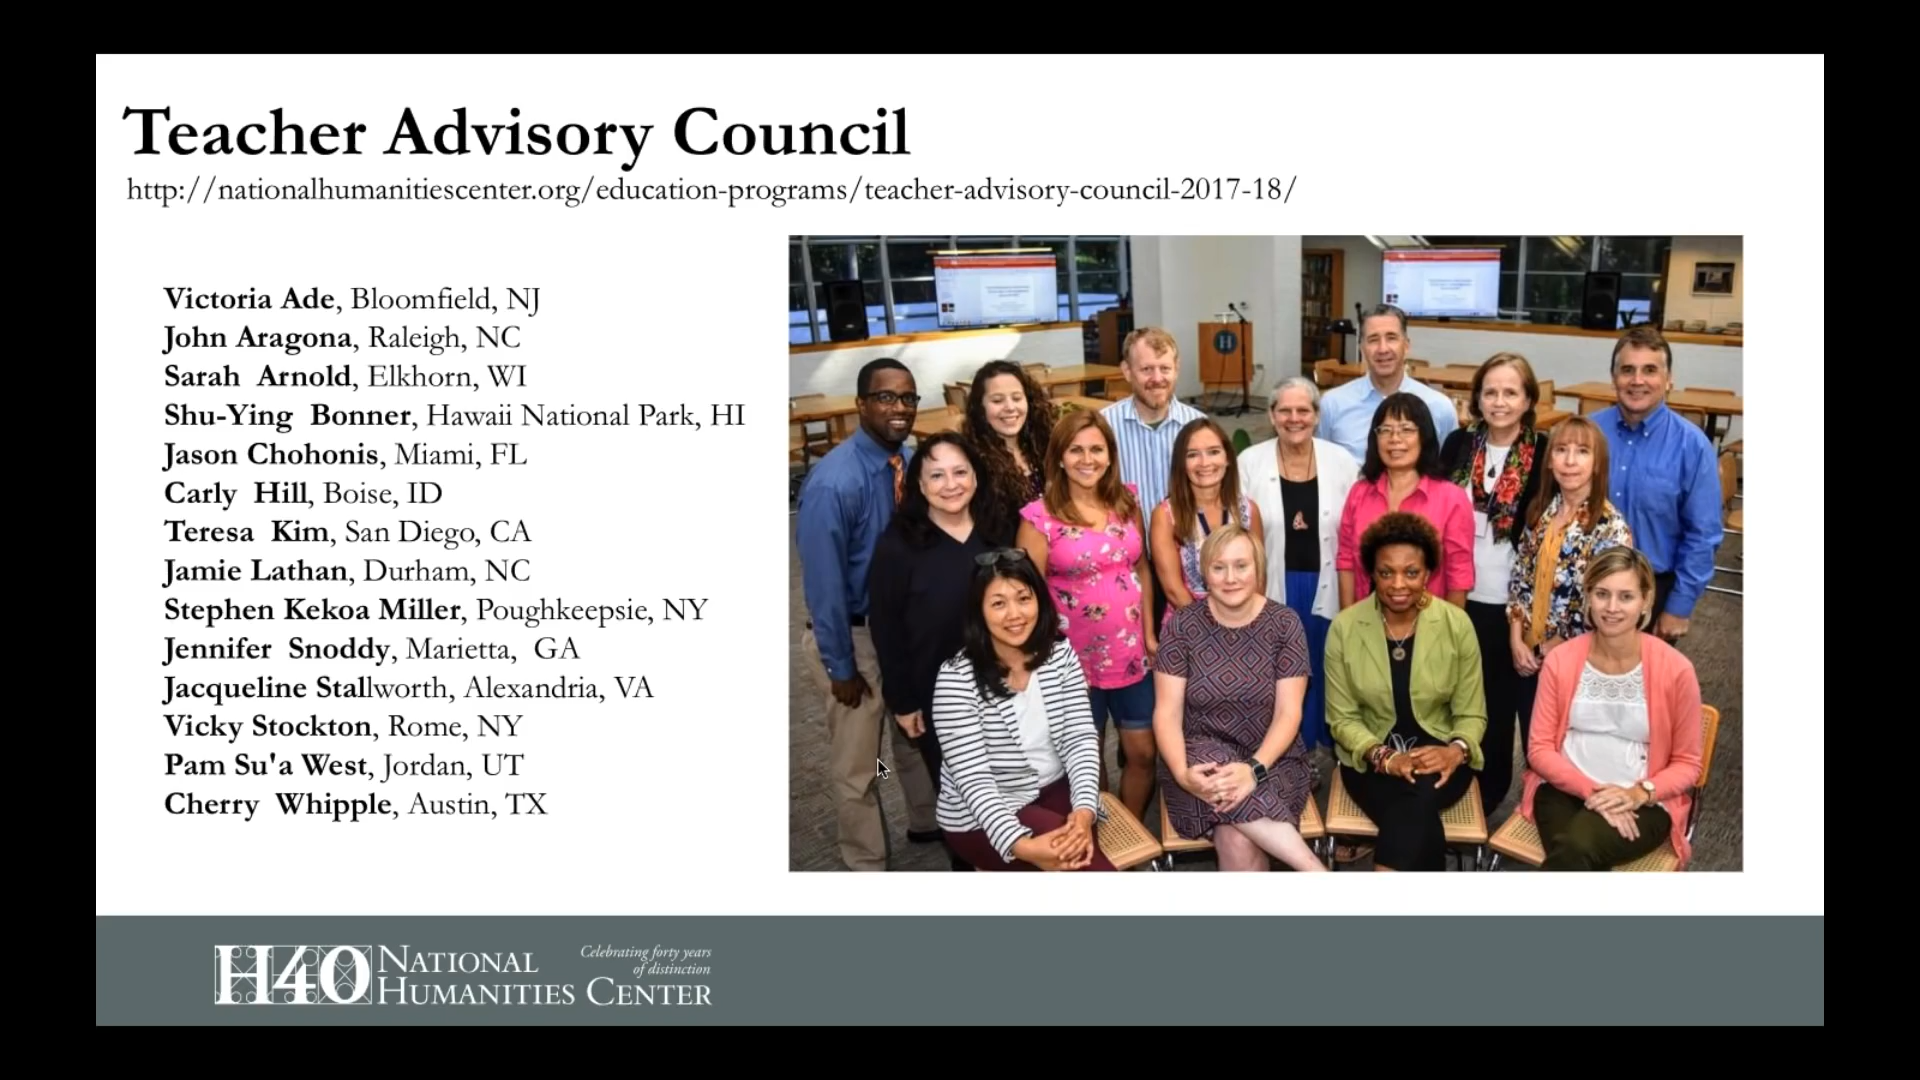 Teacher Advisory Council
http://nationalhumanitiescenter.org/education-programs/teacher-advisory-council-2017-18/
Victoria Ade, Bloomfield, NJ
John Aragona, Raleigh, NC
Sarah Arnold, Elkhorn, WI
Shu-Ying Bonner, Hawaii National Park, HI
Jason Chohonis, Miami, FL
Carly Hill, Boise, ID
Teresa Kim, San Diego, CA
Jamie Lathan, Durham, NC
Stephen Kekoa Miller, Poughkeepsie, NY
Jennifer Snoddy, Marietta, GA
Jacqueline Stallworth, Alexandria, VA
Vicky Stockton, Rome, NY
Pam Su'a West, Jordan, UT
Cherry Whipple, Austin, TX
H
H40 NATIONAL HUMANITIES CENTER
Celebrating forty years
of distinction